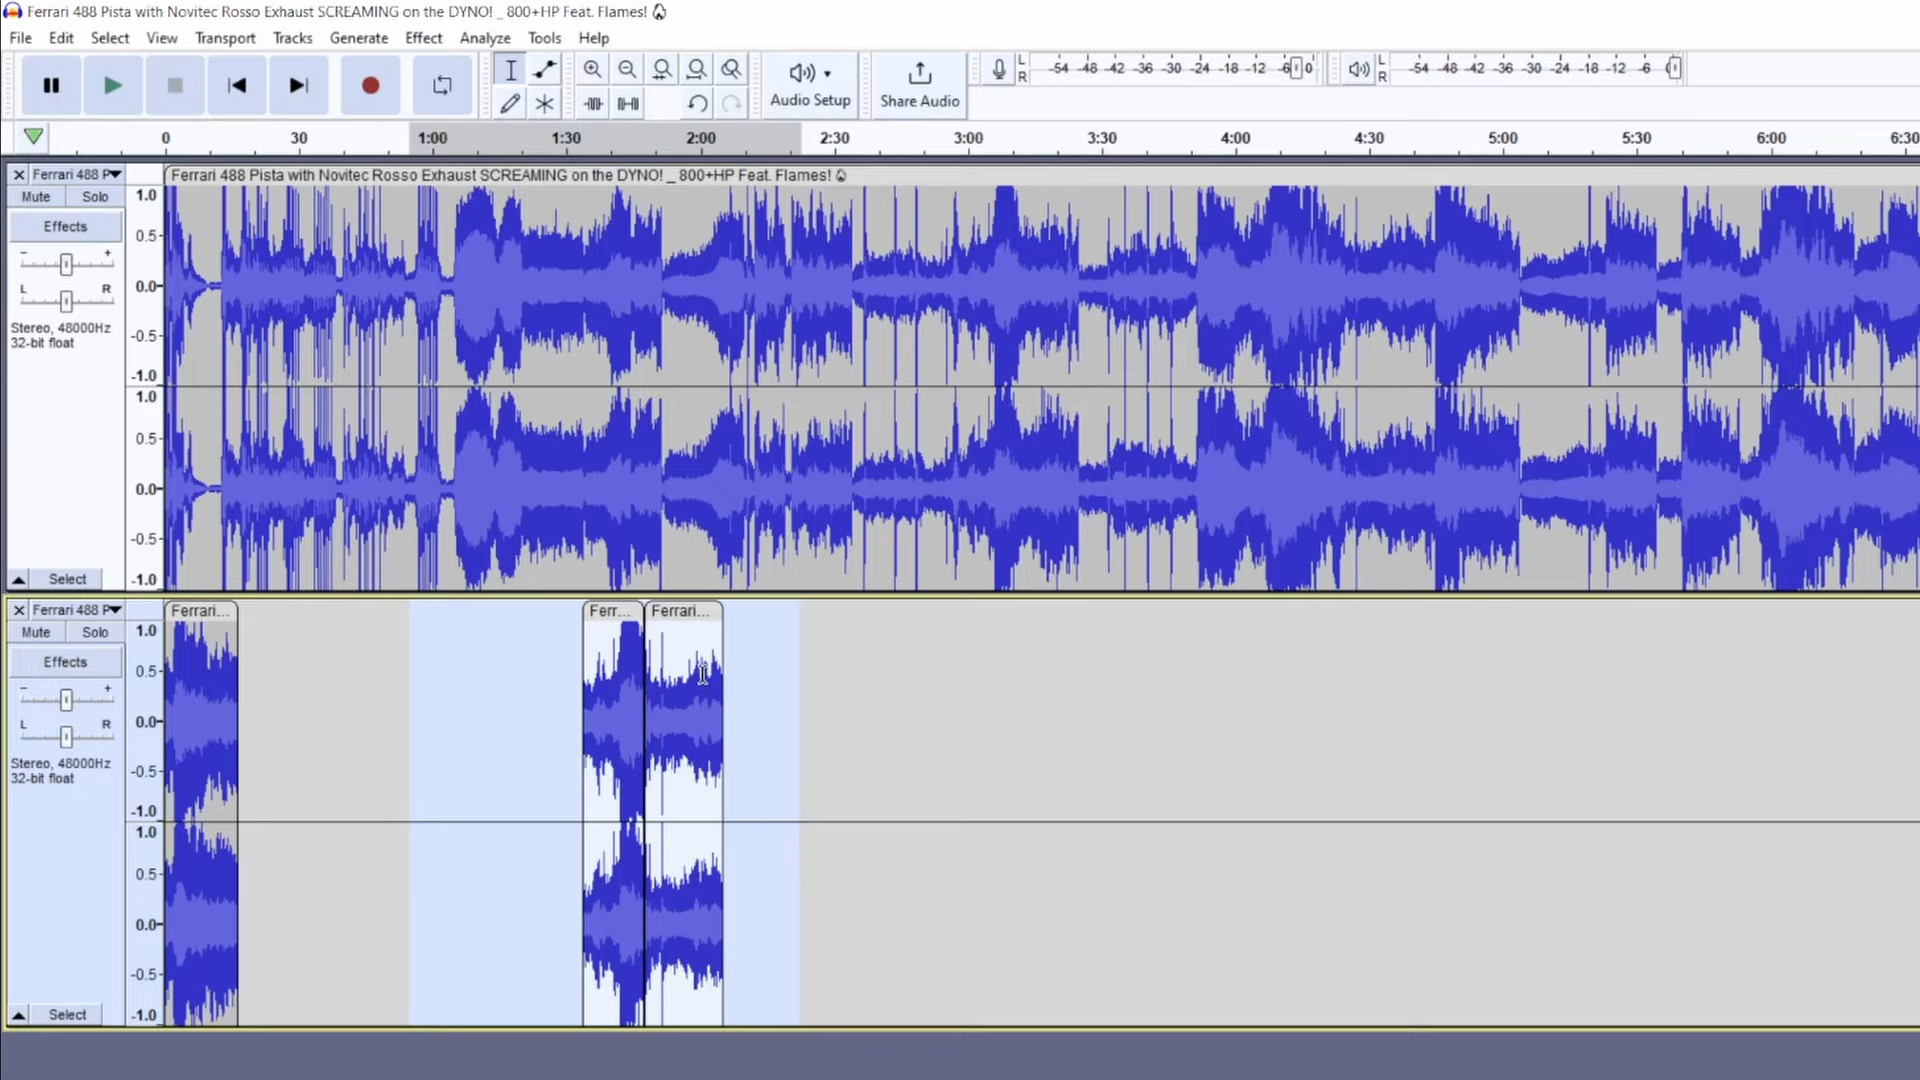 Ferrari 488 Pista with Novitec Rosso Exhaust SCREAMING on the DYNO! _ 800+HP Feat. Flames!
File Edit Select View Transport Tracks Generate Effect Analyze Tools Help
Audio Setup
Share Audio
L R -54 -48 -42 -36 -30 -24 -18 -12 -6 0
L R -54 -48 -42 -36 -30 -24 -18 -12 -6
0 30 1:00 1:30 2:00 2:30 3:00 3:30 4:00 4:30 5:00 5:30 6:00 6:30
Ferrari 488 P
Ferrari 488 Pista with Novitec Rosso Exhaust SCREAMING on the DYNO! _ 800+HP Feat. Flames!
Mute Solo
Effects
- +
L R
Stereo, 48000Hz
32-bit float
Select
1.0
0.5
0.0
-0.5
-1.0
1.0
0.5
0.0
-0.5
-1.0
Ferrari 488 P
Ferrari... Ferr... Ferrari...
Mute Solo
Effects
- +
L R
Stereo, 48000Hz
32-bit float
Select
1.0
0.5
0.0
-0.5
-1.0
1.0
0.5
0.0
-0.5
-1.0